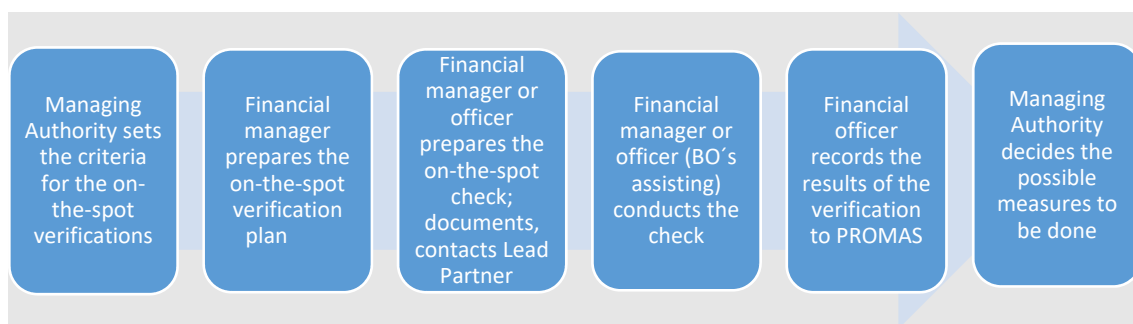 Managing
Authority sets
the criteria
for the on-
the-spot
verifications
Financial
manager
prepares the
on-the-spot
verification
plan
Financial
manager or
officer
prepares the
on-the-spot
check;
documents,
contacts Lead
Partner
Financial
manager or
officer (BO´s
assisting)
conducts the
check
Financial
officer
records the
results of the
verification
to PROMAS
Managing
Authority
decides the
possible
measures to
be done